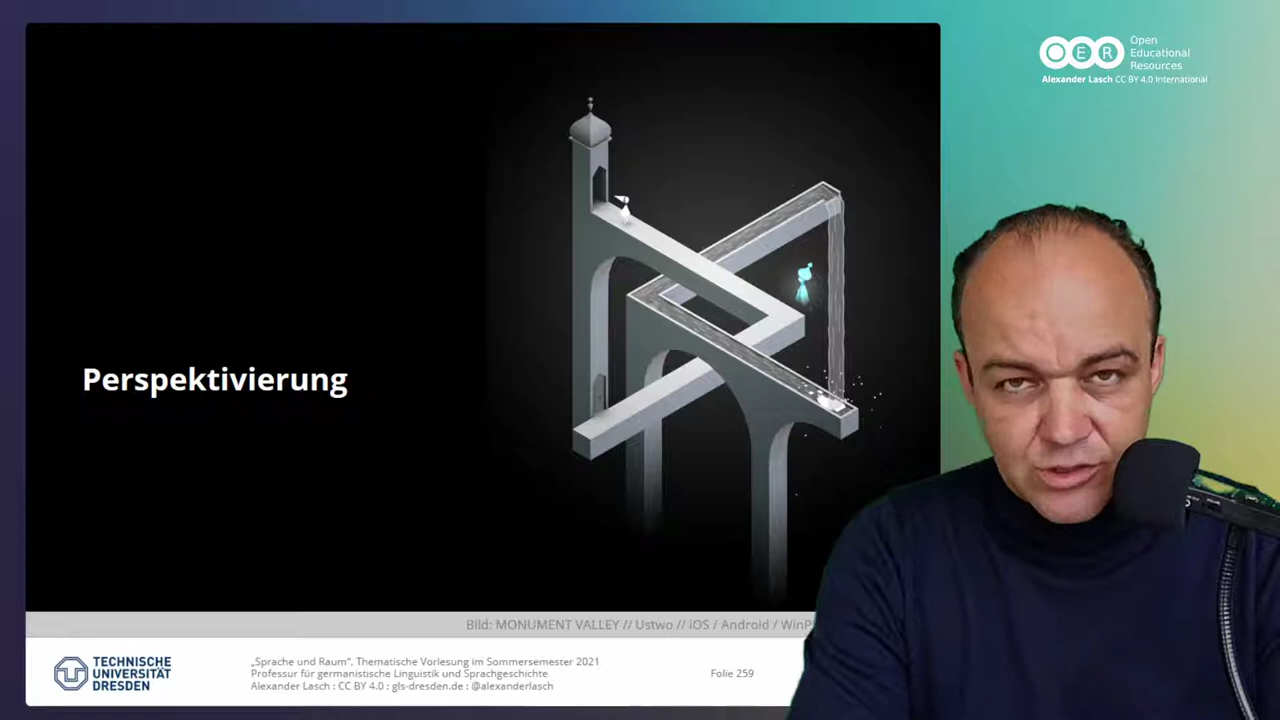 OER
Open
Educational
Resources
Alexander Lasch CC BY 4.0 International
Perspektivierung
Bild: MONUMENT VALLEY // Ustwo // iOS / Android /
TECHNISCHE
UNIVERSITÄT
DRESDEN
„Sprache und Raum“. Thematische Vorlesung im Sommersemester 2021
Professur für germanistische Linguistik und Sprachgeschichte
Alexander Lasch : CC BY 4.0 : gls-dresden.de : @alexanderlasch
Folie 259